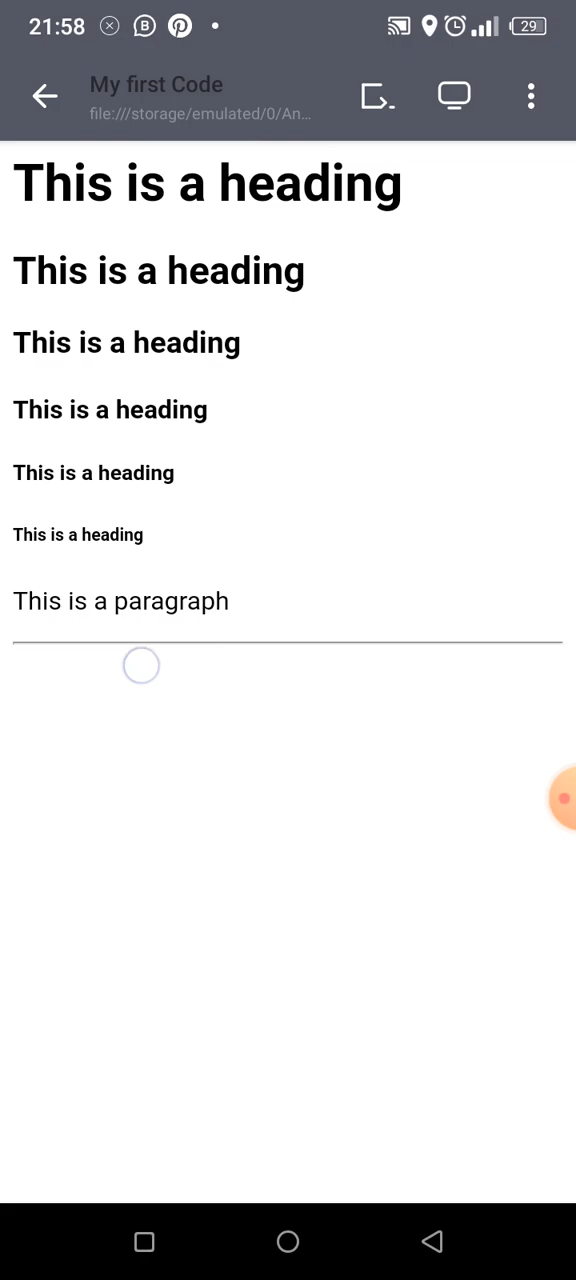 21:58
29
My first Code
file:///storage/emulated/0/An...
This is a heading
This is a heading
This is a heading
This is a heading
This is a heading
This is a heading
This is a paragraph